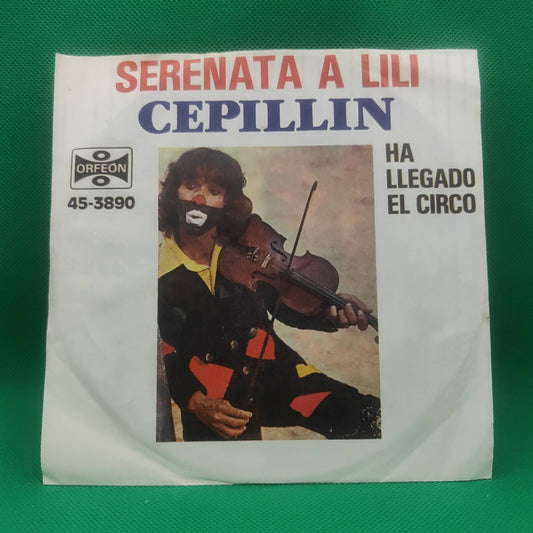 SERENATA A LILI
CEPILLIN
ORFEON
45-3890
HA
LLEGADO
EL CIRCO